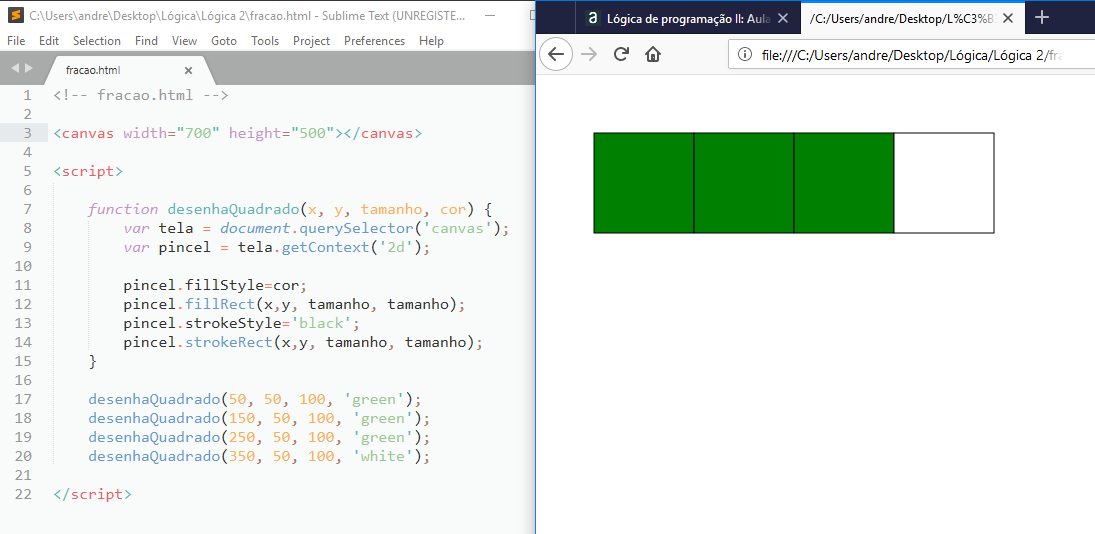 C:\Users\andre\Desktop\Lógica\Lógica 2\fracao.html - Sublime Text (UNREGISTE...
File Edit Selection Find View Goto Tools Project Preferences Help
fracao.html
1 <!-- fracao.html -->
2
3 <canvas width="700" height="500"></canvas>
4
5 <script>
6
7 function desenhaQuadrado(x, y, tamanho, cor) {
8 var tela = document.querySelector('canvas');
9 var pincel = tela.getContext('2d');
10
11 pincel.fillStyle=cor;
12 pincel.fillRect(x,y, tamanho, tamanho);
13 pincel.strokeStyle='black';
14 pincel.strokeRect(x,y, tamanho, tamanho);
15 }
16
17 desenhaQuadrado(50, 50, 100, 'green');
18 desenhaQuadrado(150, 50, 100, 'green');
19 desenhaQuadrado(250, 50, 100, 'green');
20 desenhaQuadrado(350, 50, 100, 'white');
21
22 </script>
a Lógica de programação II: Aula
/C:/Users/andre/Desktop/L%C3%B
file:///C:/Users/andre/Desktop/Lógica/Lógica 2/fra